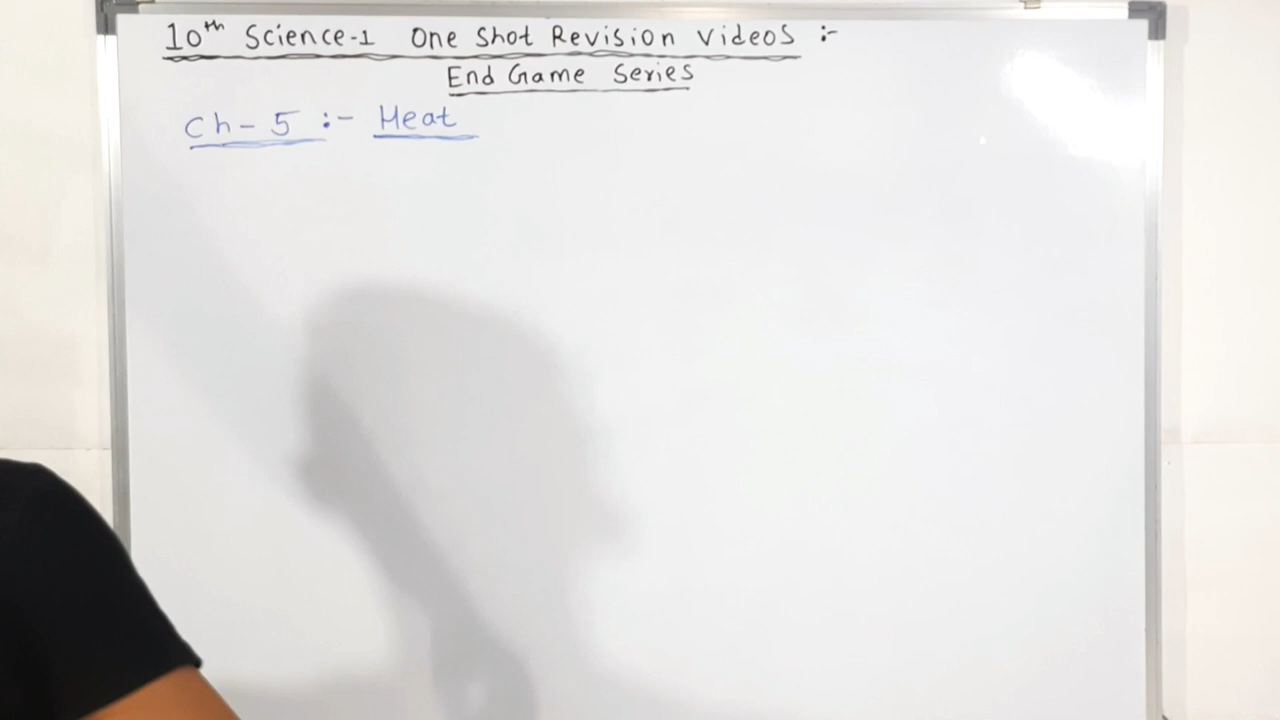 10th Science-1 One Shot Revision Videos :-
End Game Series
Ch - 5 :- Heat